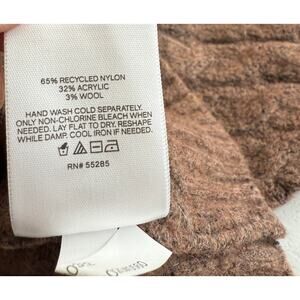 65% RECYCLED NYLON
32% ACRYLIC
3% WOOL
HAND WASH COLD SEPARATELY.
ONLY NON-CHLORINE BLEACH WHEN
NEEDED. LAY FLAT TO DRY. RESHAPE
WHILE DAMP. COOL IRON IF NEEDED.
RN# 55285